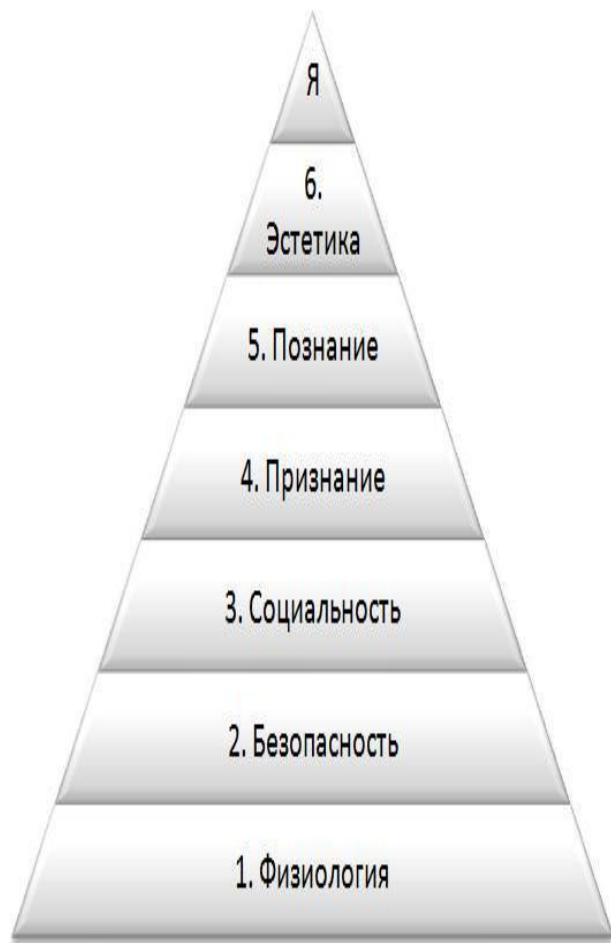 Я
6.
Эстетика
5. Познание
4. Признание
3. Социальность
2. Безопасность
1. Физиология